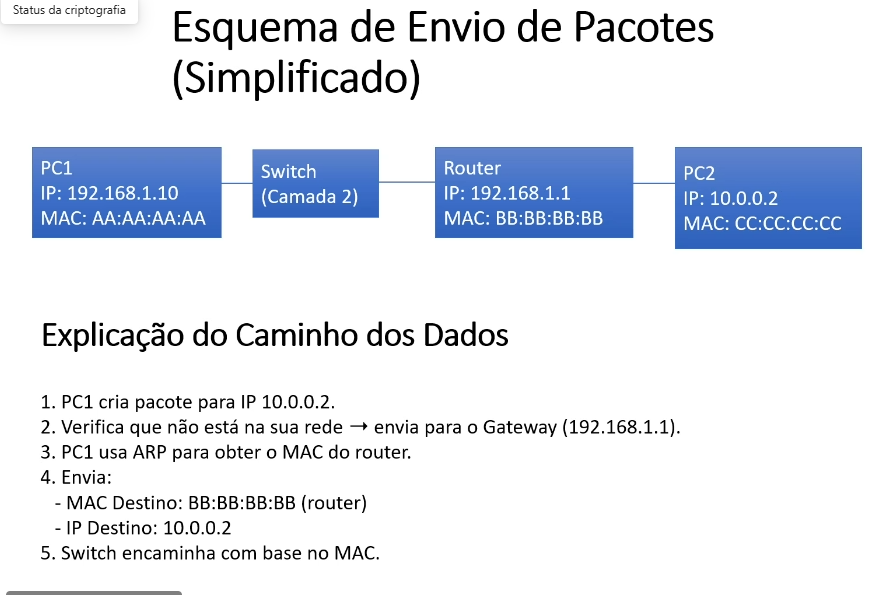 Status da criptografia
Esquema de Envio de Pacotes
(Simplificado)
PC1
IP: 192.168.1.10
MAC: AA:AA:AA:AA
Switch
(Camada 2)
Router
IP: 192.168.1.1
MAC: BB:BB:BB:BB
PC2
IP: 10.0.0.2
MAC: CC:CC:CC:CC
Explicação do Caminho dos Dados
1. PC1 cria pacote para IP 10.0.0.2.
2. Verifica que não está na sua rede → envia para o Gateway (192.168.1.1).
3. PC1 usa ARP para obter o MAC do router.
4. Envia:
- MAC Destino: BB:BB:BB:BB (router)
- IP Destino: 10.0.0.2
5. Switch encaminha com base no MAC.